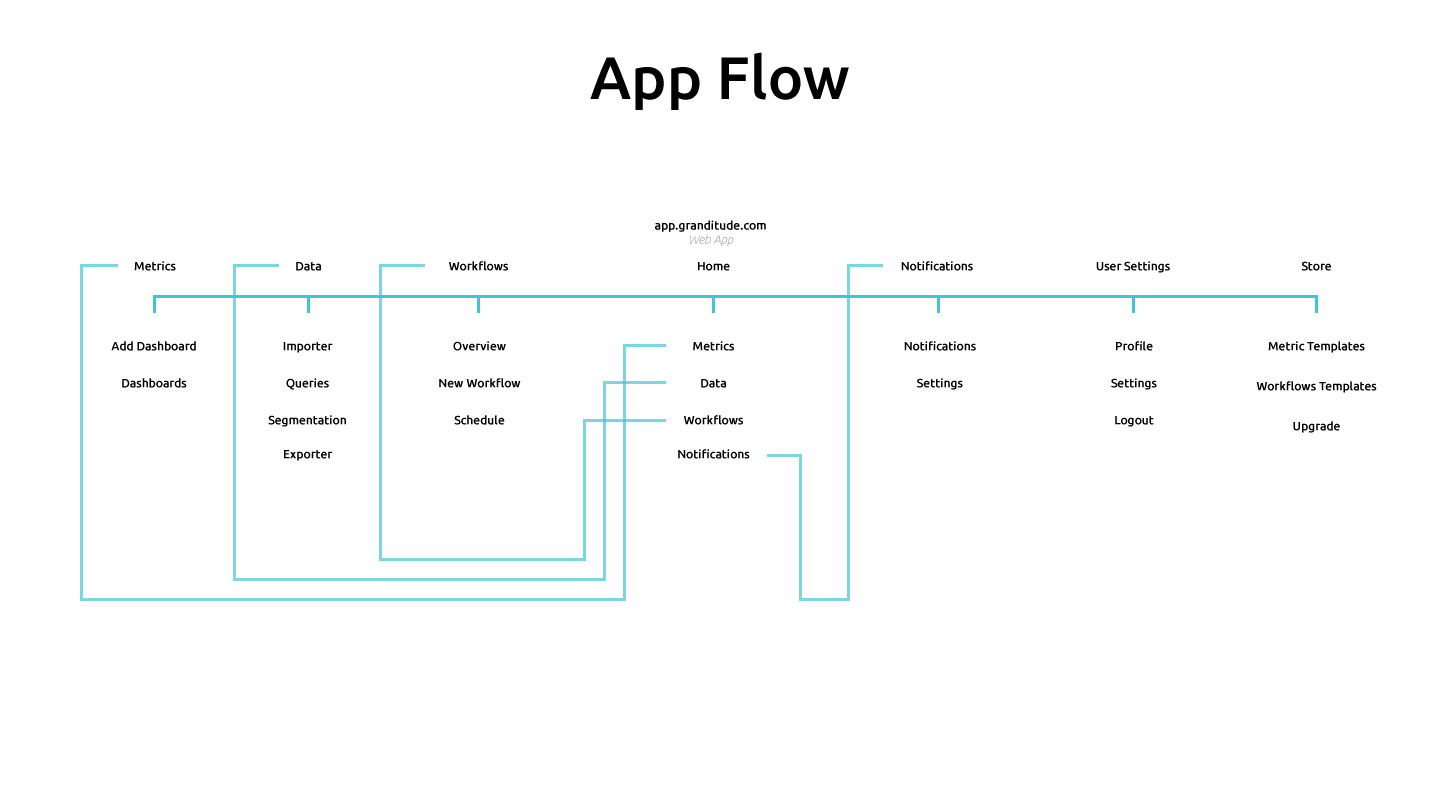 App Flow
app.granditude.com
Web App
Metrics
Data
Workflows
Home
Notifications
User Settings
Store
Add Dashboard
Importer
Overview
Metrics
Notifications
Profile
Metric Templates
Dashboards
Queries
New Workflow
Data
Settings
Settings
Workflows Templates
Segmentation
Schedule
Workflows
Logout
Upgrade
Exporter
Notifications